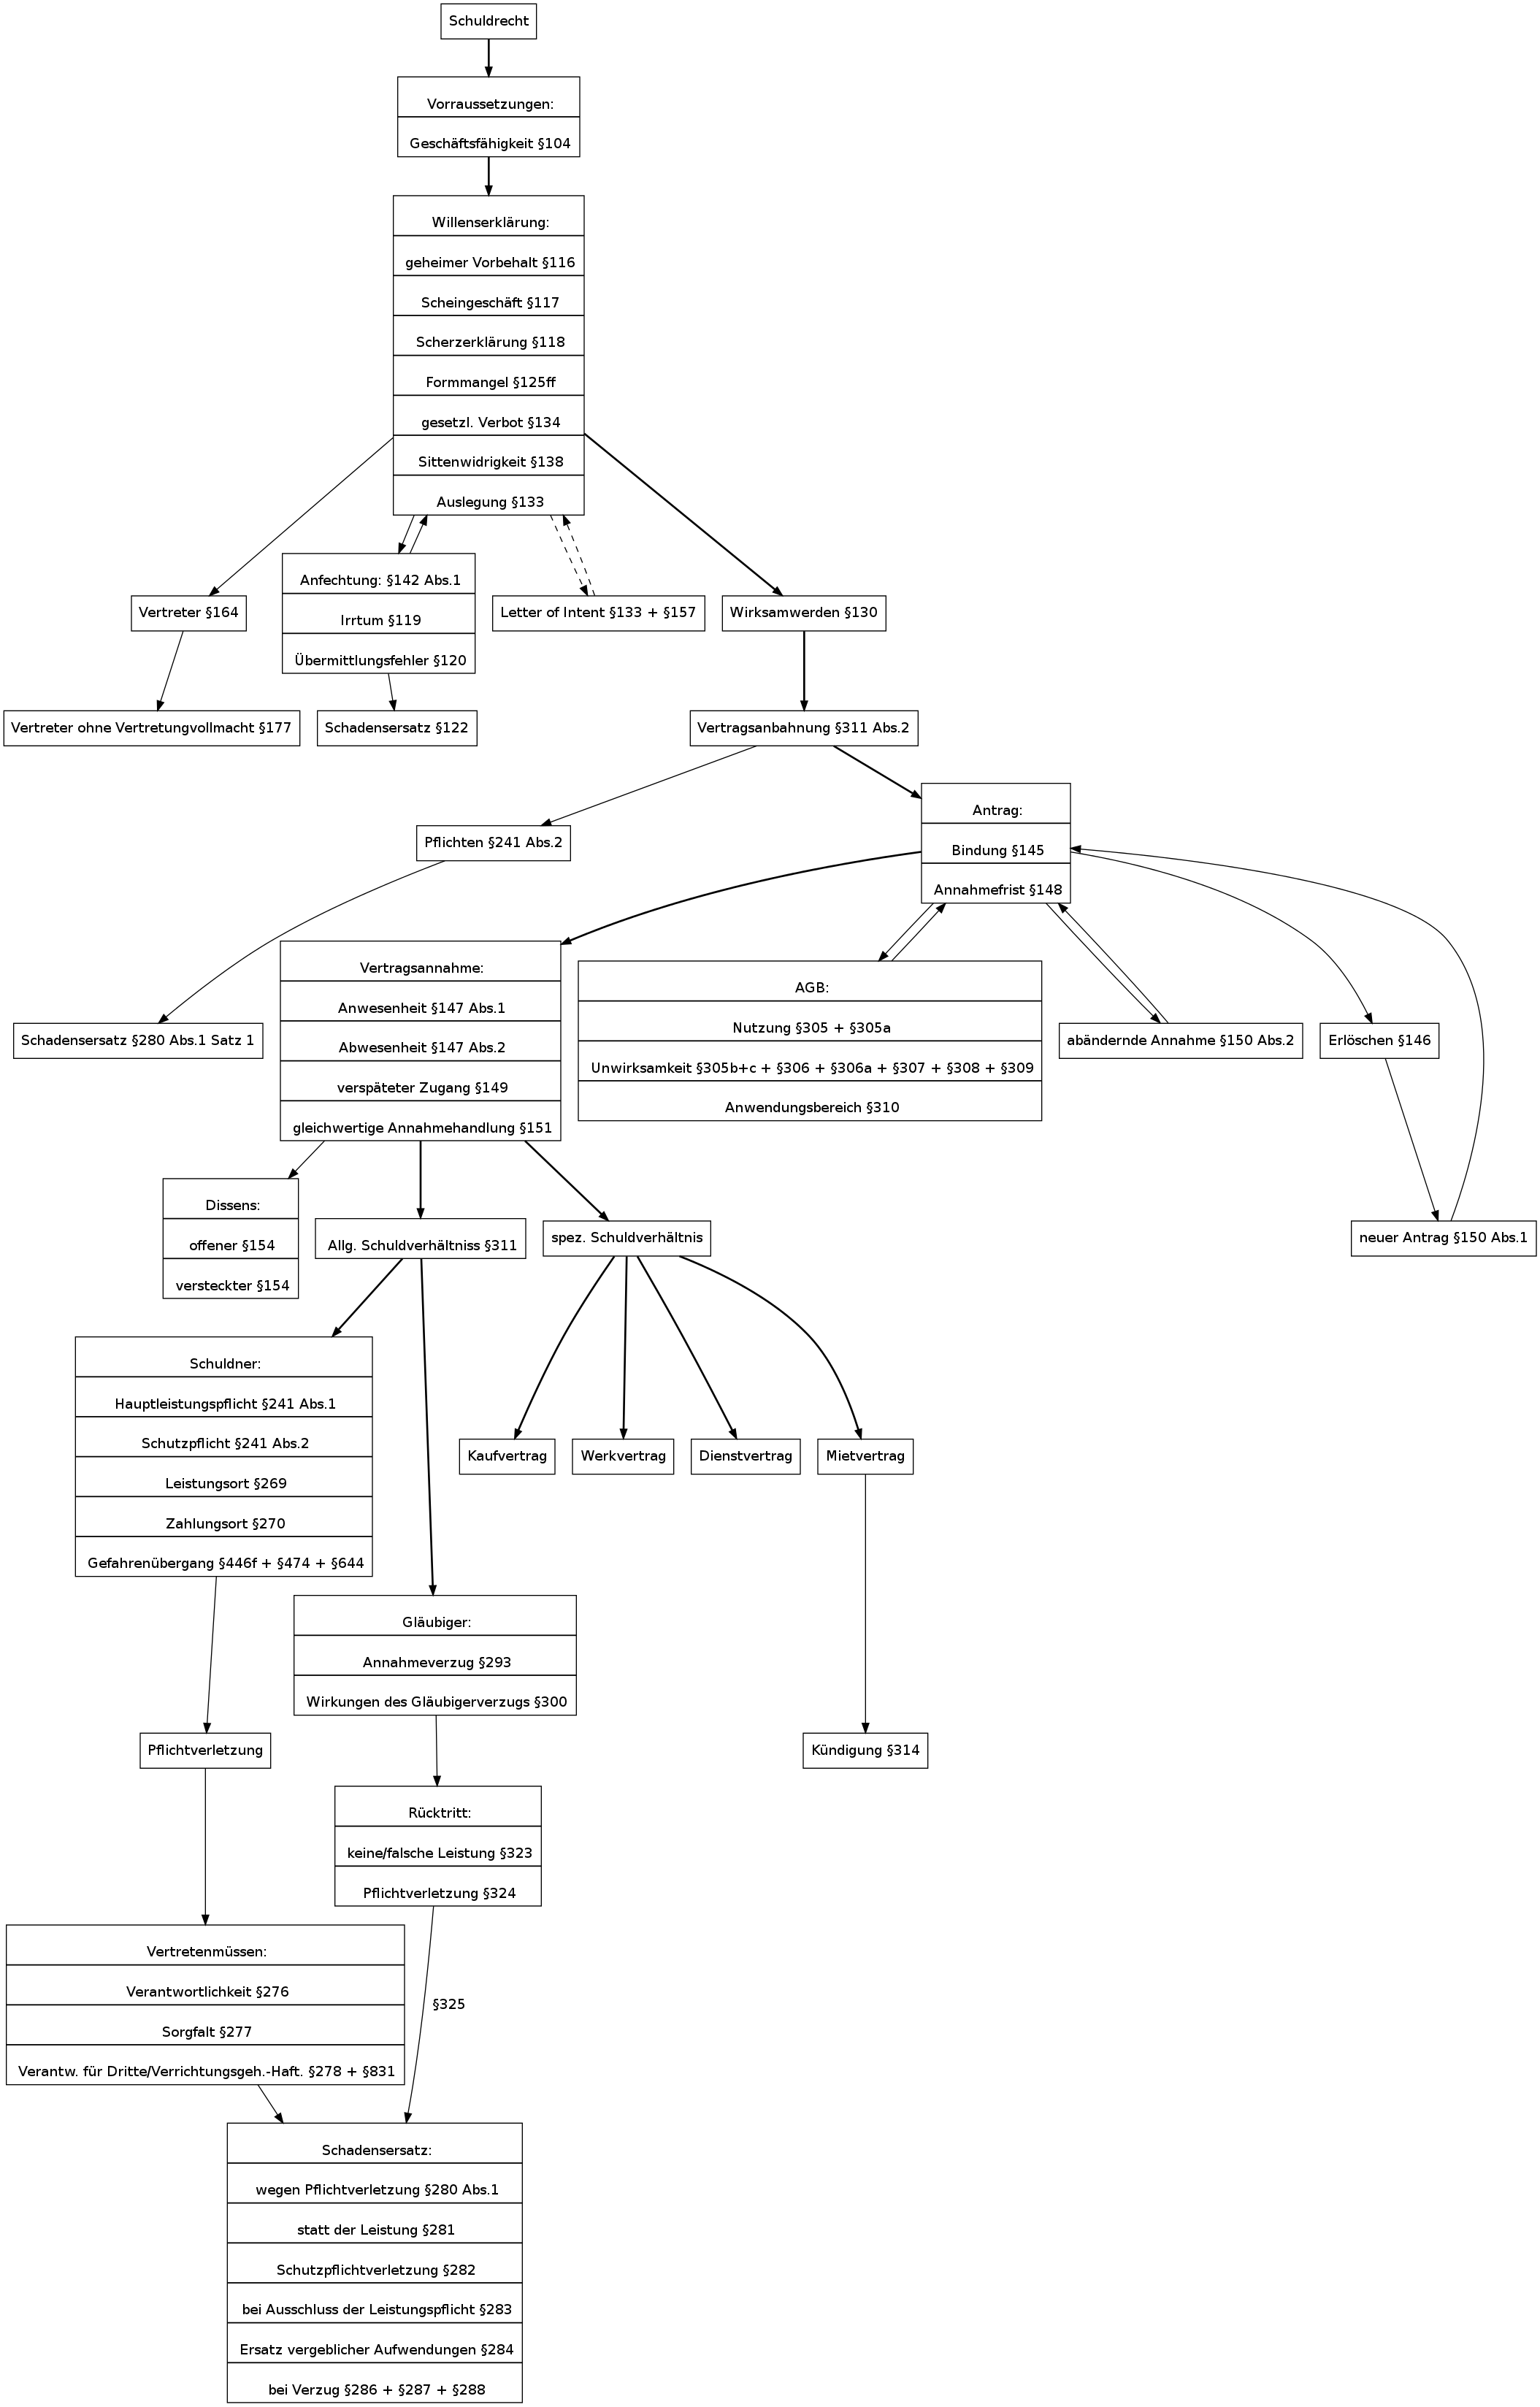 Schuldrecht
Vorraussetzungen:
Geschäftsfähigkeit §104
Willenserklärung:
geheimer Vorbehalt §116
Scheingeschäft §117
Scherzerklärung §118
Formmangel §125ff
gesetzl. Verbot §134
Sittenwidrigkeit §138
Auslegung §133
Vertreter §164
Anfechtung: §142 Abs.1
Irrtum §119
Übermittlungsfehler §120
Letter of Intent §133 + §157
Wirksamwerden §130
Vertreter ohne Vertretungvollmacht §177
Schadensersatz §122
Vertragsanbahnung §311 Abs.2
Pflichten §241 Abs.2
Antrag:
Bindung §145
Annahmefrist §148
Schadensersatz §280 Abs.1 Satz 1
Vertragsannahme:
Anwesenheit §147 Abs.1
Abwesenheit §147 Abs.2
verspäteter Zugang §149
gleichwertige Annahmehandlung §151
AGB:
Nutzung §305 + §305a
Unwirksamkeit §305b+c + §306 + §306a + §307 + §308 + §309
Anwendungsbereich §310
abändernde Annahme §150 Abs.2
Erlöschen §146
Dissens:
offener §154
versteckter §154
Allg. Schuldverhältniss §311
spez. Schuldverhältnis
neuer Antrag §150 Abs.1
Schuldner:
Hauptleistungspflicht §241 Abs.1
Schutzpflicht §241 Abs.2
Leistungsort §269
Zahlungsort §270
Gefahrenübergang §446f + §474 + §644
Kaufvertrag
Werkvertrag
Dienstvertrag
Mietvertrag
Gläubiger:
Annahmeverzug §293
Wirkungen des Gläubigerverzugs §300
Pflichtverletzung
Kündigung §314
Rücktritt:
keine/falsche Leistung §323
Pflichtverletzung §324
Vertretenmüssen:
Verantwortlichkeit §276
Sorgfalt §277
Verantw. für Dritte/Verrichtungsgeh.-Haft. §278 + §831
§325
Schadensersatz:
wegen Pflichtverletzung §280 Abs.1
statt der Leistung §281
Schutzpflichtverletzung §282
bei Ausschluss der Leistungspflicht §283
Ersatz vergeblicher Aufwendungen §284
bei Verzug §286 + §287 + §288